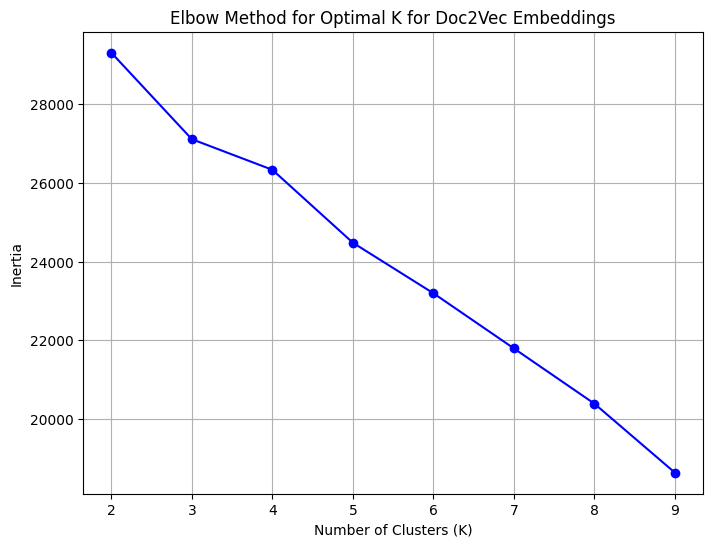 Elbow Method for Optimal K for Doc2Vec Embeddings
28000
26000
24000
22000
20000
Inertia
2 3 4 5 6 7 8 9
Number of Clusters (K)